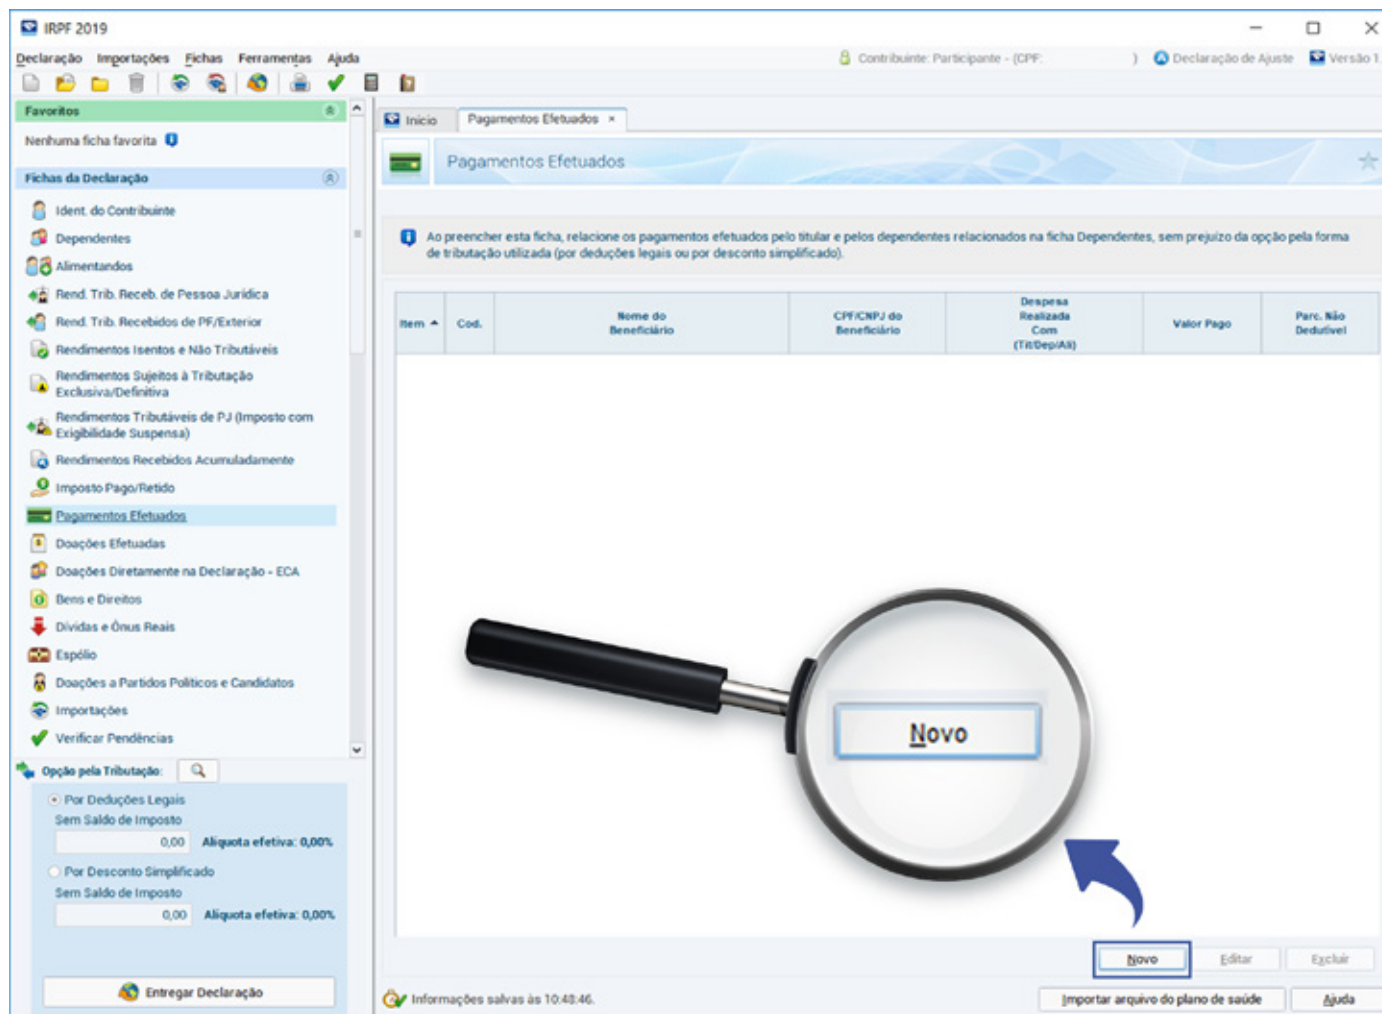 IRPF 2019
Declaração Importações Fichas Ferramentas Ajuda
Contribuinte: Participante - (CPF: )
Declaração de Ajuste
Versão 1.
Favoritos
Nenhuma ficha favorita
Fichas da Declaração
Ident. do Contribuinte
Dependentes
Alimentandos
Rend. Trib. Receb. de Pessoa Jurídica
Rend. Trib. Recebidos de PF/Exterior
Rendimentos Isentos e Não Tributáveis
Rendimentos Sujeitos à Tributação
Exclusiva/Definitiva
Rendimentos Tributáveis de PJ (Imposto com
Exigibilidade Suspensa)
Rendimentos Recebidos Acumuladamente
Imposto Pago/Retido
Pagamentos Efetuados
Doações Efetuadas
Doações Diretamente na Declaração - ECA
Bens e Direitos
Dívidas e Ônus Reais
Espólio
Doações a Partidos Políticos e Candidatos
Importações
Verificar Pendências
Opção pela Tributação:
Por Deduções Legais
Sem Saldo de Imposto
0,00 Alíquota efetiva: 0,00%
Por Desconto Simplificado
Sem Saldo de Imposto
0,00 Alíquota efetiva: 0,00%
Entregar Declaração
Início
Pagamentos Efetuados ×
Pagamentos Efetuados
Ao preencher esta ficha, relacione os pagamentos efetuados pelo titular e pelos dependentes relacionados na ficha Dependentes, sem prejuízo da opção pela forma
de tributação utilizada (por deduções legais ou por desconto simplificado).
Item
Cod.
Nome do
Beneficiário
CPF/CNPJ do
Beneficiário
Despesa
Realizada
Com
(Tit/Dep/Ali)
Valor Pago
Parc. Não
Dedutível
Novo
Novo
Editar
Excluir
Informações salvas às 10:48:46.
Importar arquivo do plano de saúde
Ajuda